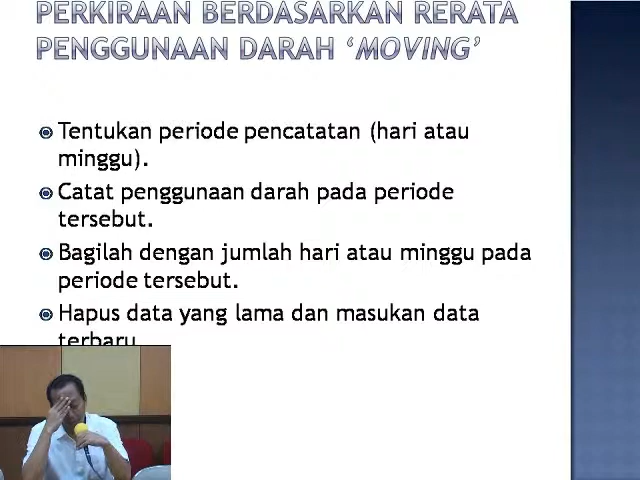 PERKIRAAN BERDASARKAN RERATA
PENGGUNAAN DARAH ‘MOVING’
Tentukan periode pencatatan (hari atau
minggu).
Catat penggunaan darah pada periode
tersebut.
Bagilah dengan jumlah hari atau minggu pada
periode tersebut.
Hapus data yang lama dan masukan data
terbaru